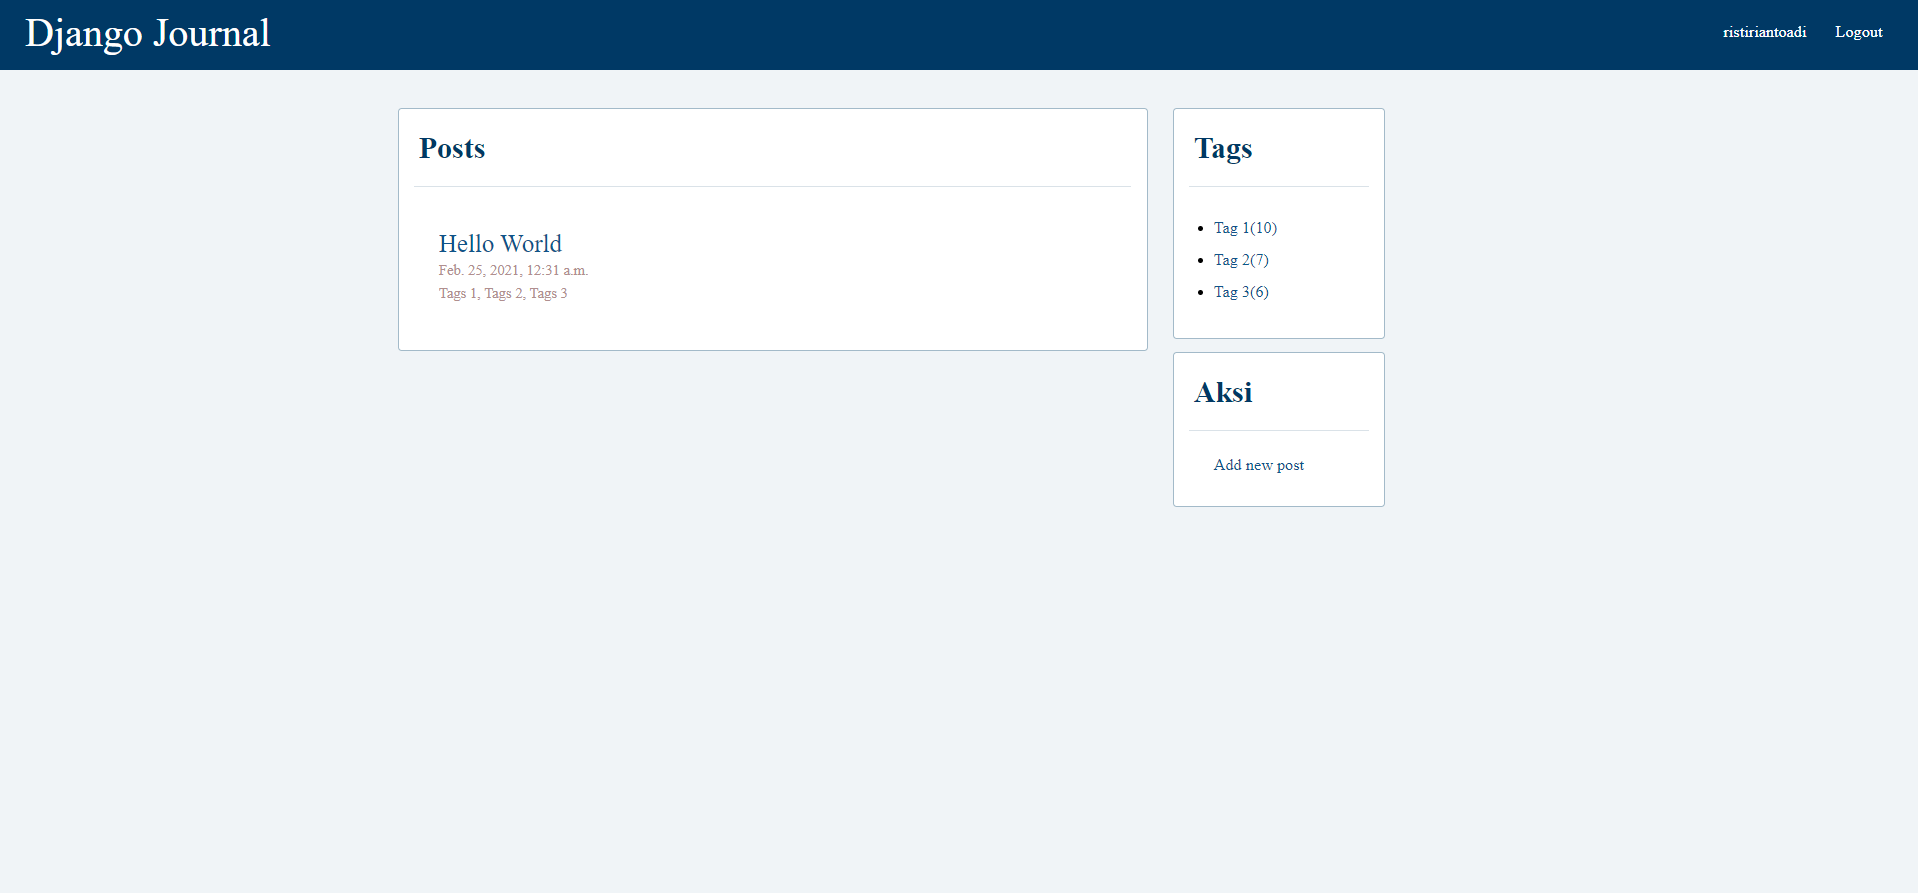 Django Journal
ristiriantoadi Logout
Posts
Hello World
Feb. 25, 2021, 12:31 a.m.
Tags 1, Tags 2, Tags 3
Tags
Tag 1(10)
Tag 2(7)
Tag 3(6)
Aksi
Add new post